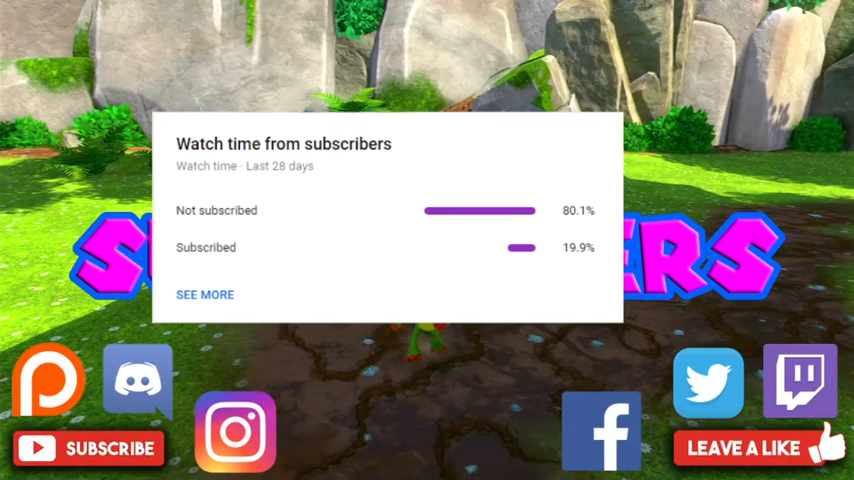 Watch time from subscribers
Watch time · Last 28 days
Not subscribed 80.1%
Subscribed 19.9%
SEE MORE
SUBSCRIBE
LEAVE A LIKE